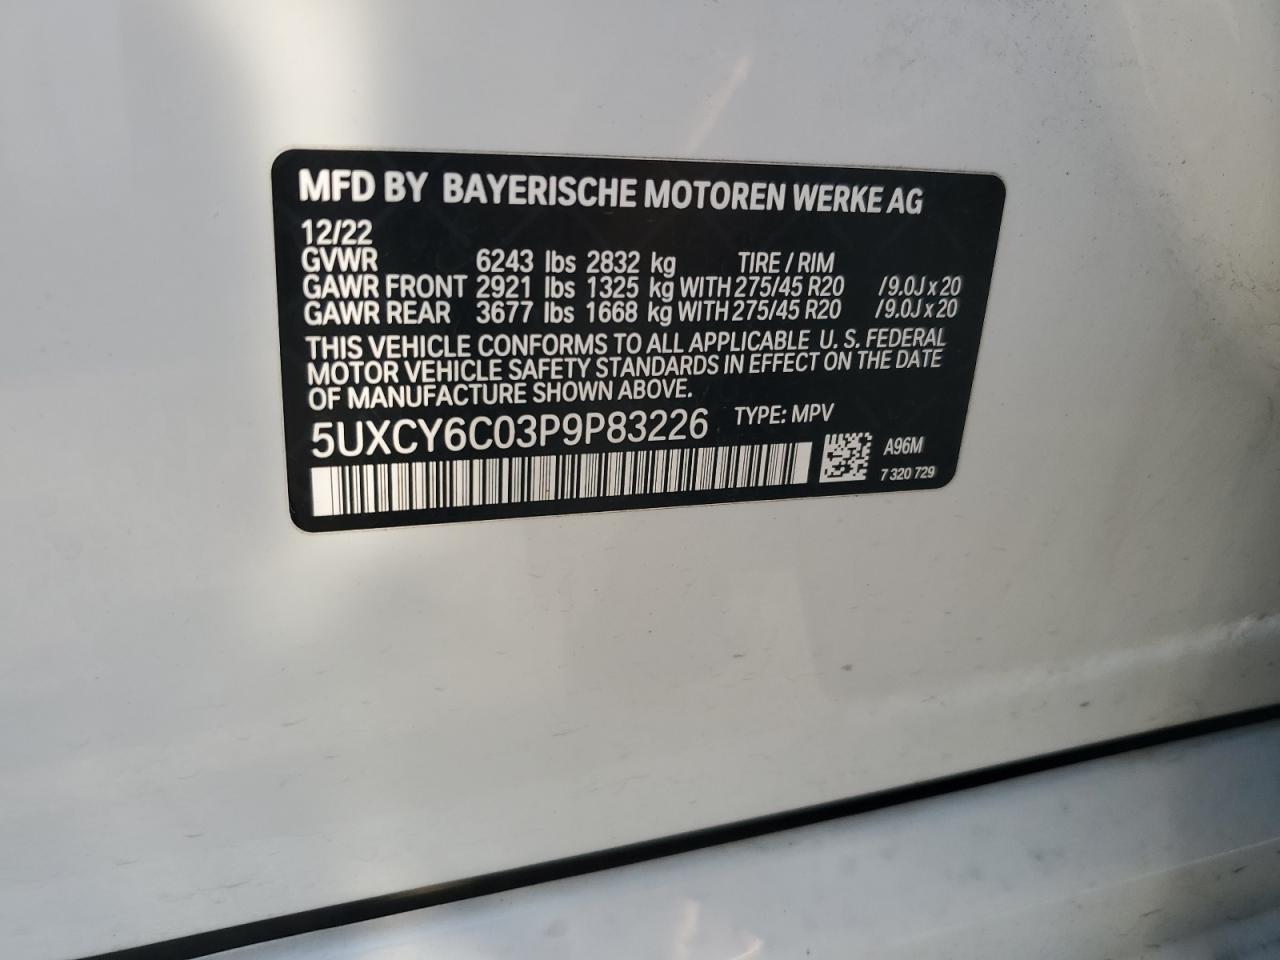 MFD BY BAYERISCHE MOTOREN WERKE AG
12/22
GVWR 6243 lbs 2832 kg TIRE / RIM
GAWR FRONT 2921 lbs 1325 kg WITH 275/45 R20 / 9.0J x 20
GAWR REAR 3677 lbs 1668 kg WITH 275/45 R20 / 9.0J x 20
THIS VEHICLE CONFORMS TO ALL APPLICABLE U. S. FEDERAL
MOTOR VEHICLE SAFETY STANDARDS IN EFFECT ON THE DATE
OF MANUFACTURE SHOWN ABOVE.
5UXCY6C03P9P83226 TYPE: MPV
A96M
7 320 729